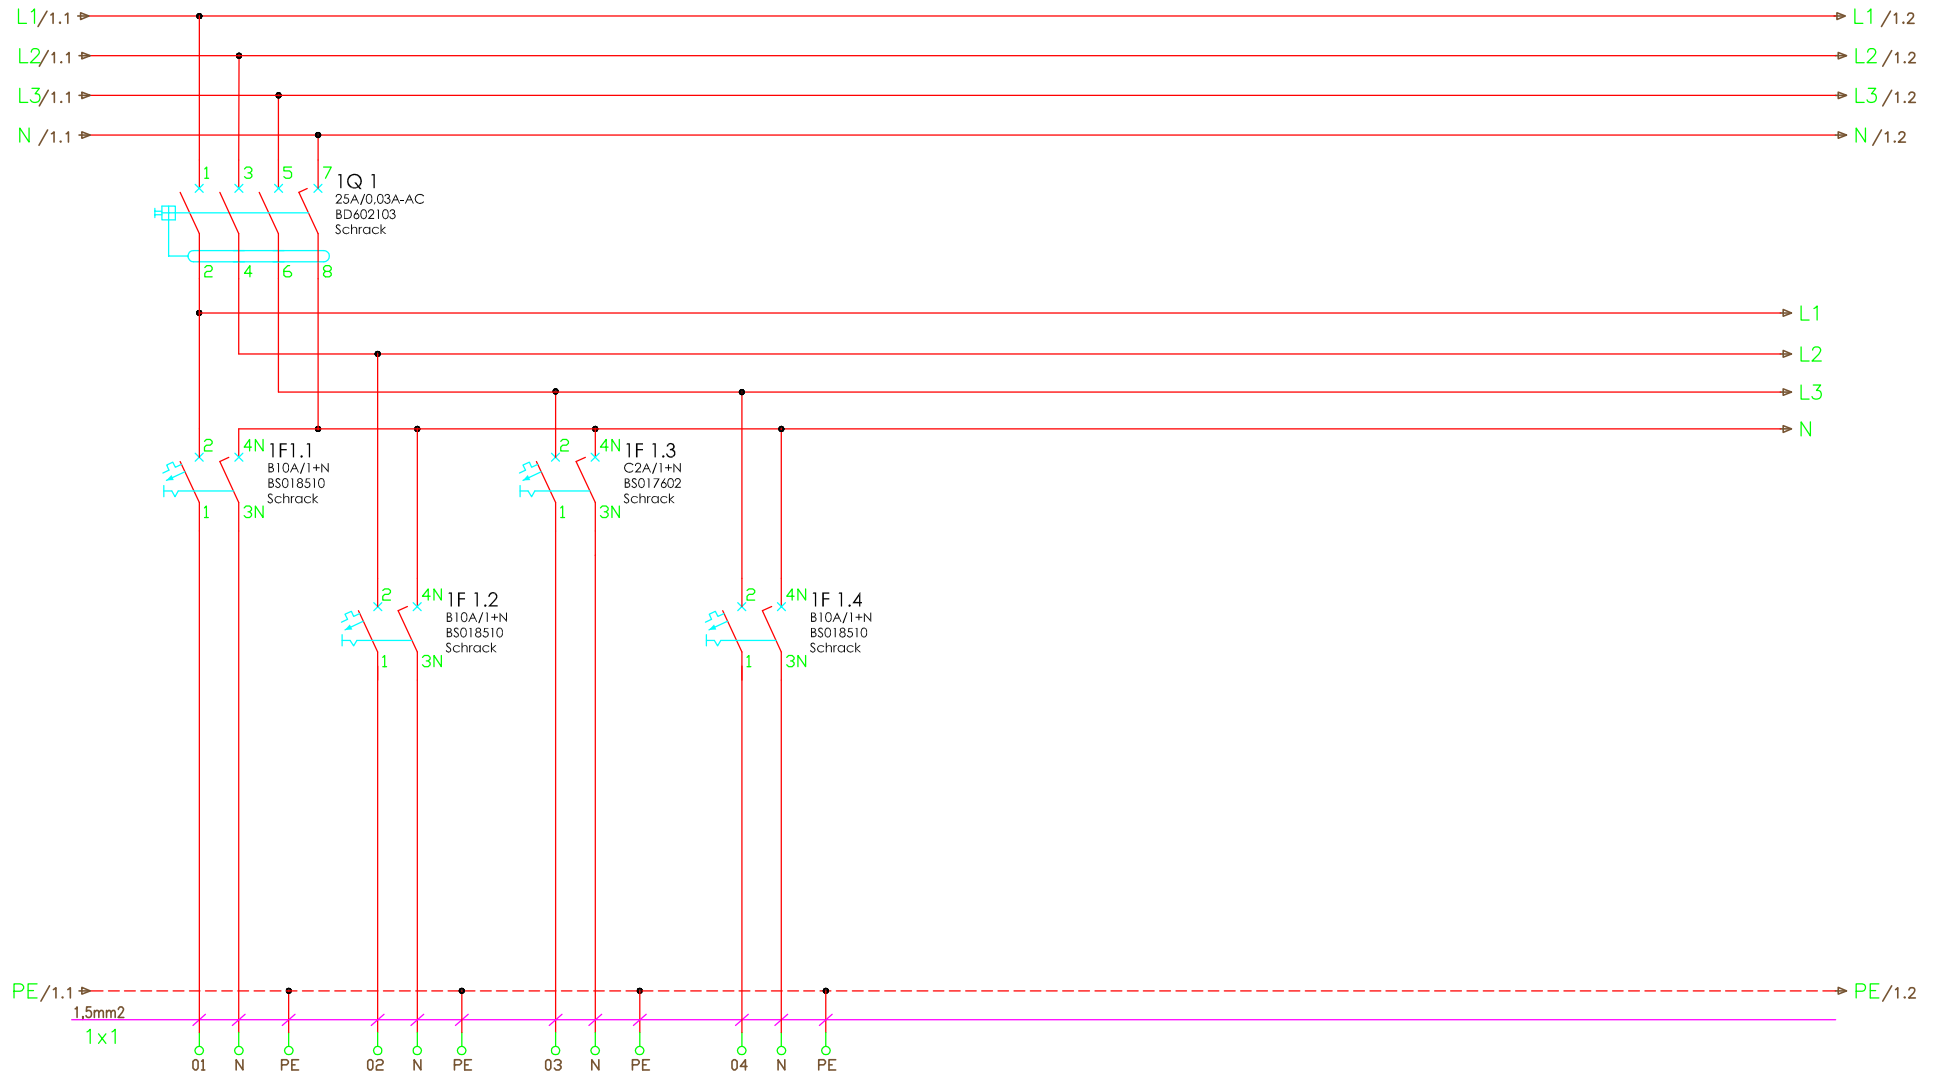 L1/1.1 L1 /1.2
L2/1.1 L2 /1.2
L3/1.1 L3 /1.2
N /1.1 N /1.2
1 3 5 7
1Q 1
25A/0,03A-AC
BD602103
Schrack
2 4 6 8
L1
L2
L3
N
2 4N
1F1.1
B10A/1+N
BS018510
Schrack
1 3N
2 4N
1F 1.3
C2A/1+N
BS017602
Schrack
1 3N
2 4N
1F 1.2
B10A/1+N
BS018510
Schrack
1 3N
2 4N
1F 1.4
B10A/1+N
BS018510
Schrack
1 3N
PE/1.1 PE/1.2
1,5mm2
1x1
01 N PE 02 N PE 03 N PE 04 N PE